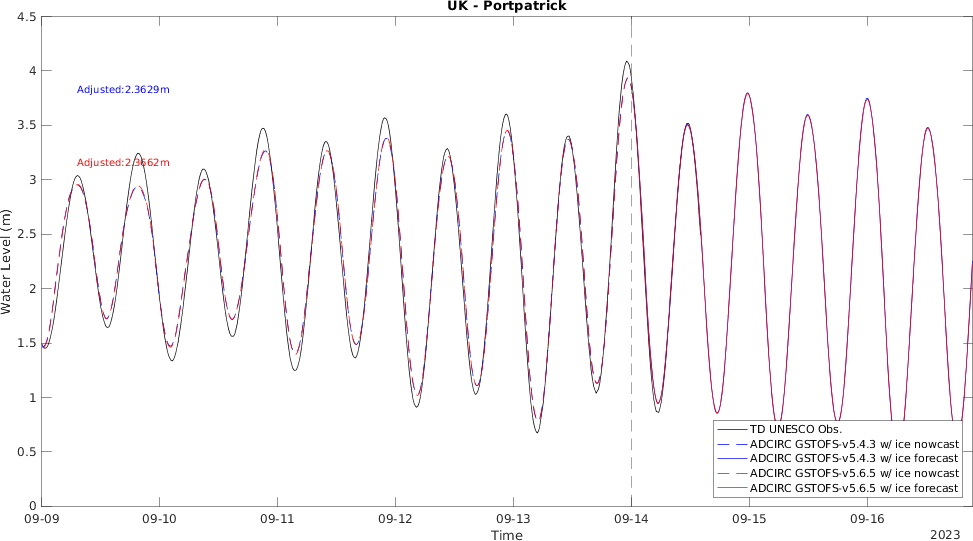 UK - Portpatrick
4.5
4
3.5
3
2.5
2
1.5
1
0.5
0
Water Level (m)
Adjusted:2.3629m
Adjusted:2.3662m
TD UNESCO Obs.
ADCIRC GSTOFS-v5.4.3 w/ ice nowcast
ADCIRC GSTOFS-v5.4.3 w/ ice forecast
ADCIRC GSTOFS-v5.6.5 w/ ice nowcast
ADCIRC GSTOFS-v5.6.5 w/ ice forecast
09-09 09-10 09-11 09-12 09-13 09-14 09-15 09-16
Time
2023